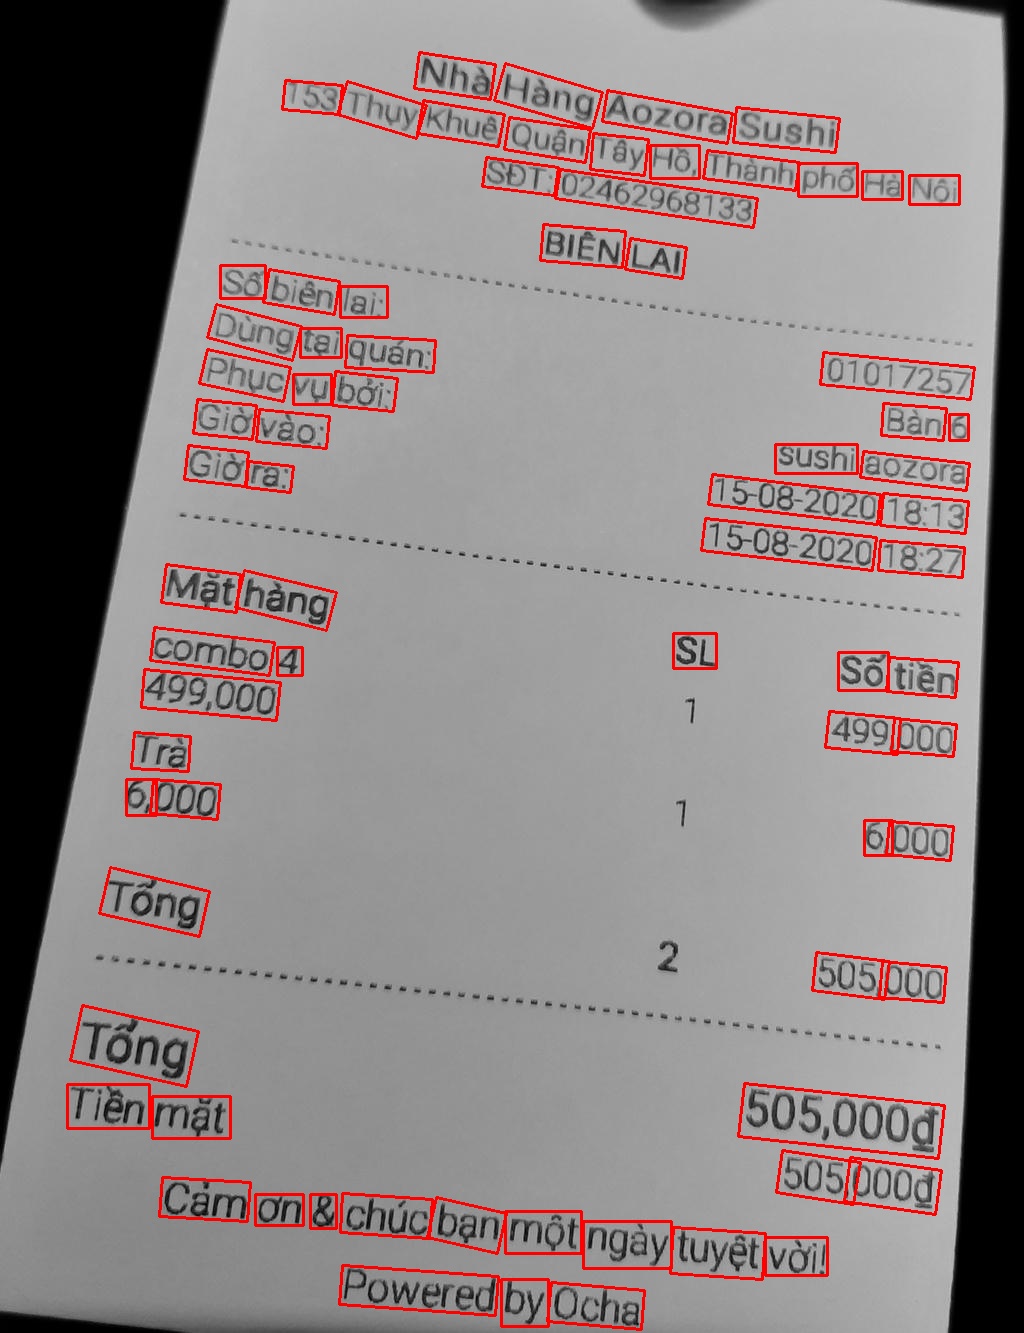 Nhà Hàng Aozora Sushi
153 Thụy Khuê Quận Tây Hồ, Thành phố Hà Nội
SĐT: 02462968133
BIÊN LAI
Số biên lai: 01017257
Dùng tại quán: Bàn 6
Phục vụ bởi: sushi aozora
Giờ vào: 15-08-2020 18:13
Giờ ra: 15-08-2020 18:27
Mặt hàng SL Số tiền
combo 4
499,000 1 499,000
Trà
6,000 1 6,000
Tổng 2 505,000
Tổng 505,000₫
Tiền mặt 505,000₫
Cảm ơn & chúc bạn một ngày tuyệt vời!
Powered by Ocha